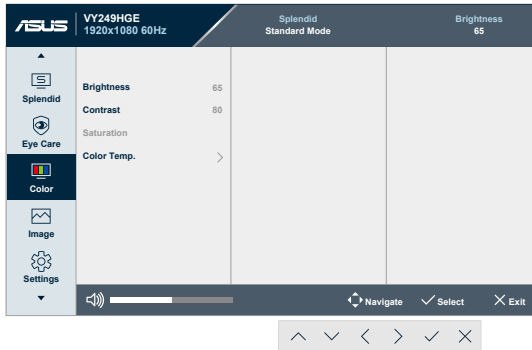 ASUS
VY249HGE
1920x1080 60Hz
Splendid
Standard Mode
Brightness
65
Splendid
Eye Care
Color
Image
Settings
Brightness 65
Contrast 80
Saturation
Color Temp.
Navigate
Select
Exit